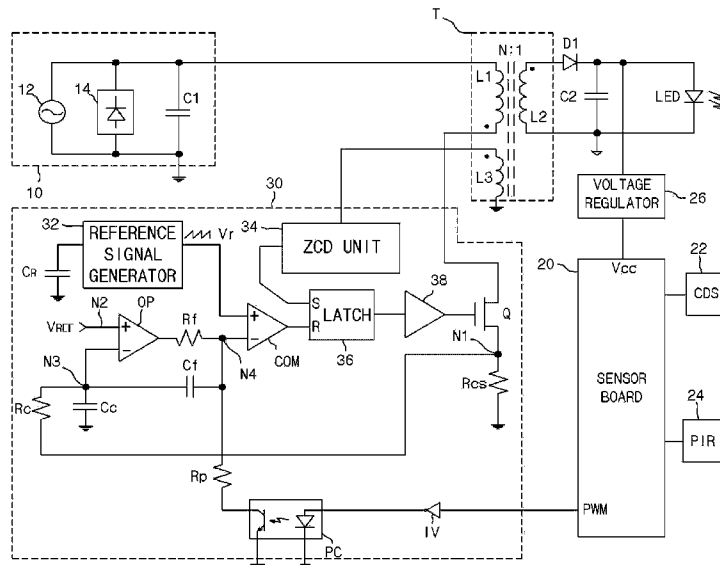 T
N:1
D1
12
14
C1
L1
L2
C2
LED
10
L3
30
VOLTAGE
REGULATOR
26
32
REFERENCE
SIGNAL
GENERATOR
Vr
34
ZCD UNIT
20
Vcc
22
CDS
CR
38
N2
OP
VREF
+
-
Rf
+
-
COM
S
R
LATCH
36
Q
N1
N3
N4
Cf
Rc
Cc
Rcs
SENSOR
BOARD
24
PIR
Rp
PWM
IV
PC